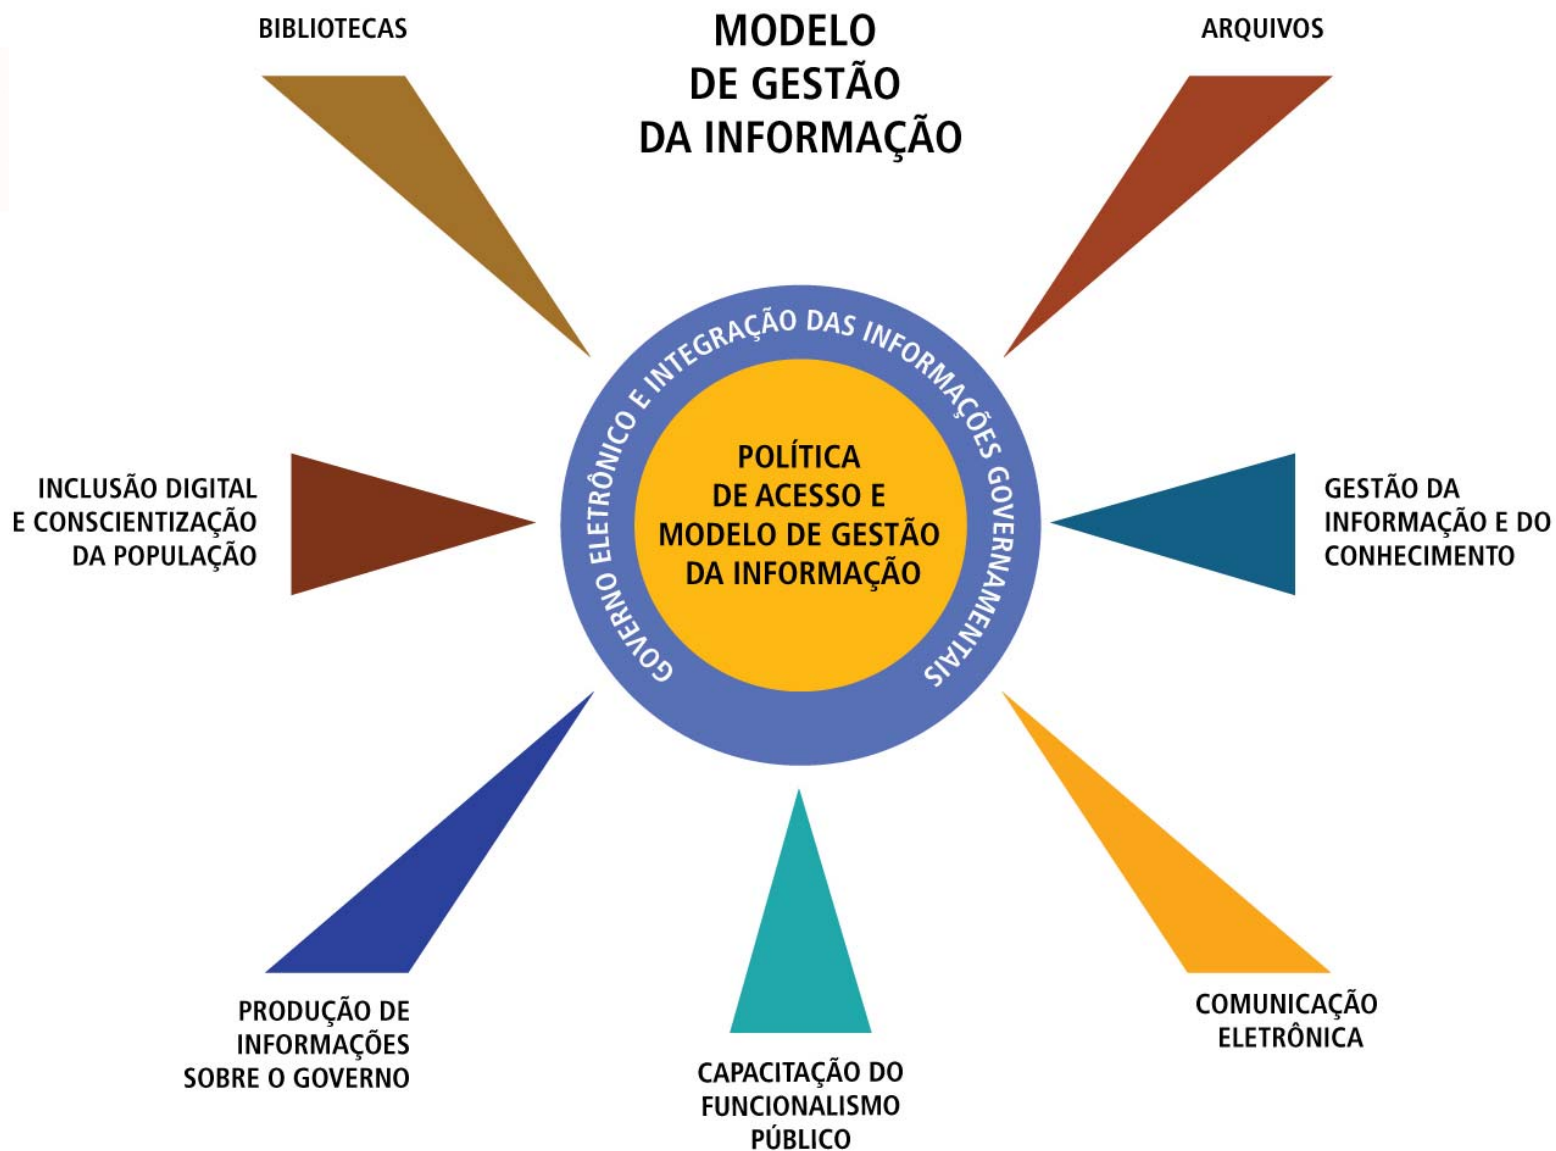 BIBLIOTECAS
MODELO
DE GESTÃO
DA INFORMAÇÃO
ARQUIVOS
GOVERNO ELETRÔNICO E INTEGRAÇÃO DAS INFORMAÇÕES GOVERNAMENTAIS
POLÍTICA
DE ACESSO E
MODELO DE GESTÃO
DA INFORMAÇÃO
INCLUSÃO DIGITAL
E CONSCIENTIZAÇÃO
DA POPULAÇÃO
GESTÃO DA
INFORMAÇÃO E DO
CONHECIMENTO
PRODUÇÃO DE
INFORMAÇÕES
SOBRE O GOVERNO
CAPACITAÇÃO DO
FUNCIONALISMO
PÚBLICO
COMUNICAÇÃO
ELETRÔNICA